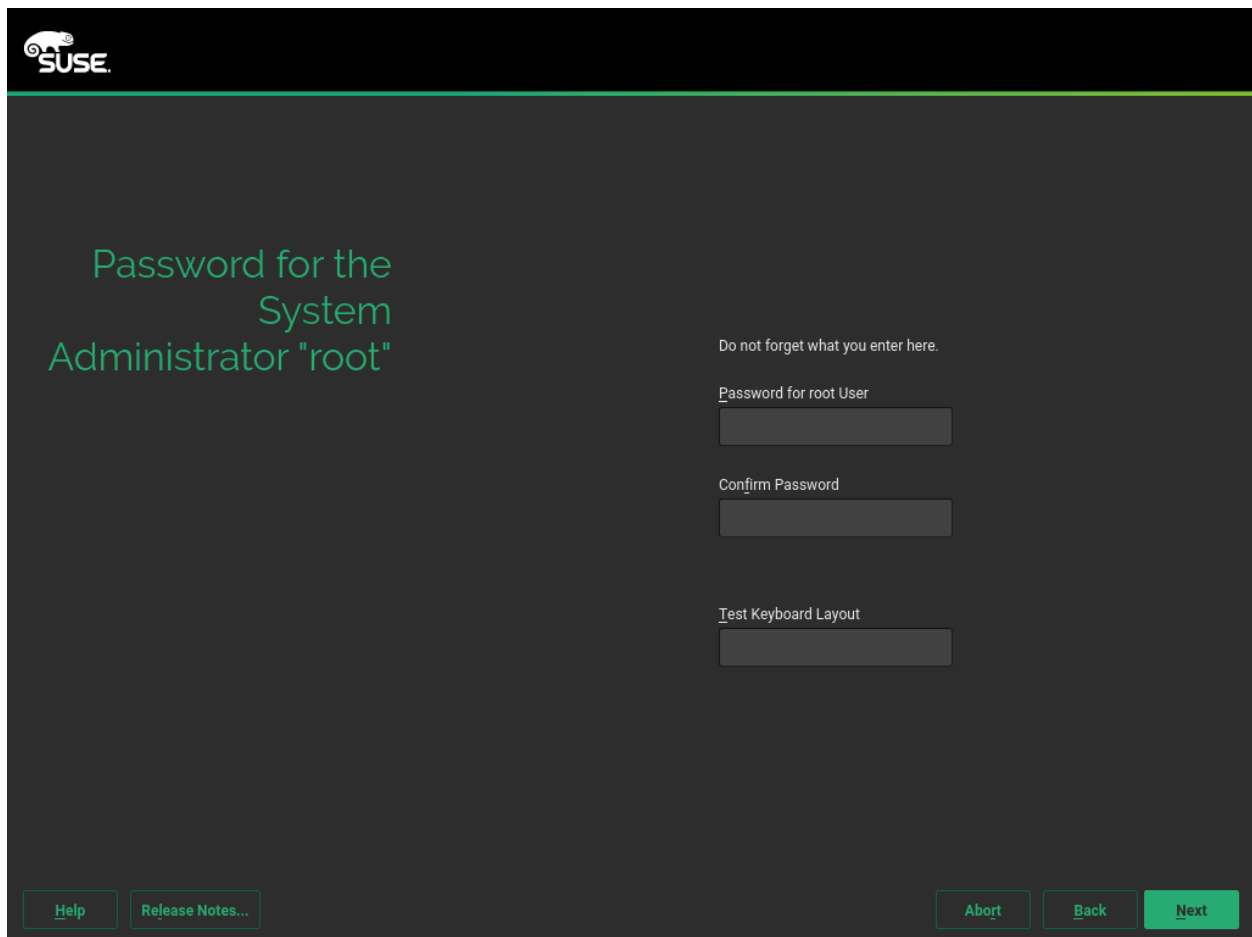 SUSE.
Password for the
System
Administrator "root"
Do not forget what you enter here.
Password for root User
Confirm Password
Test Keyboard Layout
Help
Release Notes...
Abort
Back
Next